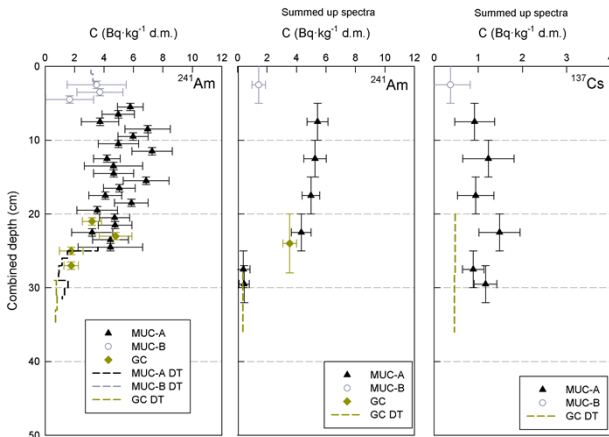 Summed up spectra
Summed up spectra
C (Bq·kg⁻¹ d.m.)
C (Bq·kg⁻¹ d.m.)
C (Bq·kg⁻¹ d.m.)
0 2 4 6 8 10 12
0 2 4 6 8 10 12
0 1 2 3 4
²⁴¹Am
²⁴¹Am
¹³⁷Cs
Combined depth (cm)
0
10
20
30
40
50
MUC-A
MUC-B
GC
MUC-A DT
MUC-B DT
GC DT
MUC-A
MUC-B
GC
GC DT
MUC-A
MUC-B
GC DT